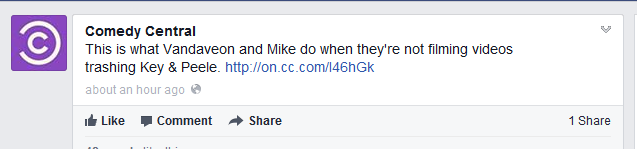 Comedy Central
This is what Vandaveon and Mike do when they're not filming videos
trashing Key & Peele. http://on.cc.com/l46hGk
about an hour ago
Like Comment Share 1 Share